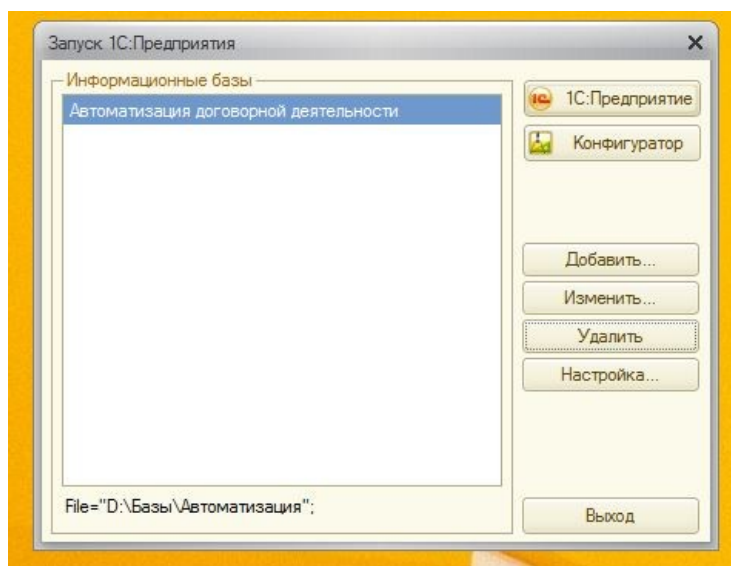 Запуск 1С:Предприятия
Информационные базы
Автоматизация договорной деятельности
1С:Предприятие
Конфигуратор
Добавить...
Изменить...
Удалить
Настройка...
File="D:\Базы\Автоматизация";
Выход